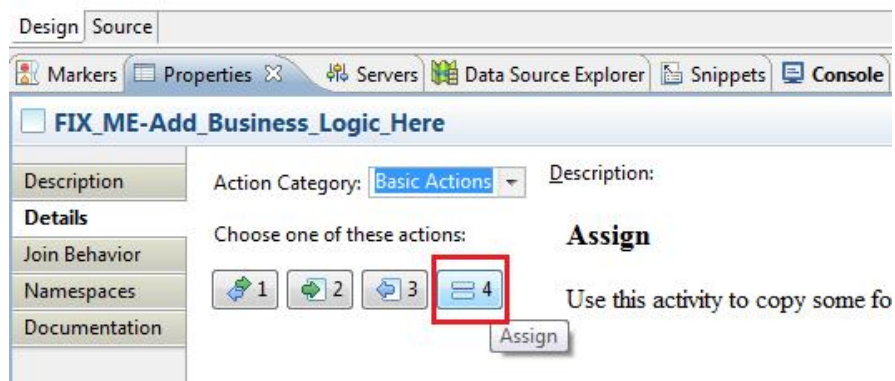 Design Source
Markers Properties Servers Data Source Explorer Snippets Console
FIX_ME-Add_Business_Logic_Here
Description
Details
Join Behavior
Namespaces
Documentation
Action Category: Basic Actions
Choose one of these actions:
1 2 3 4
Assign
Description:
Assign
Use this activity to copy some fo